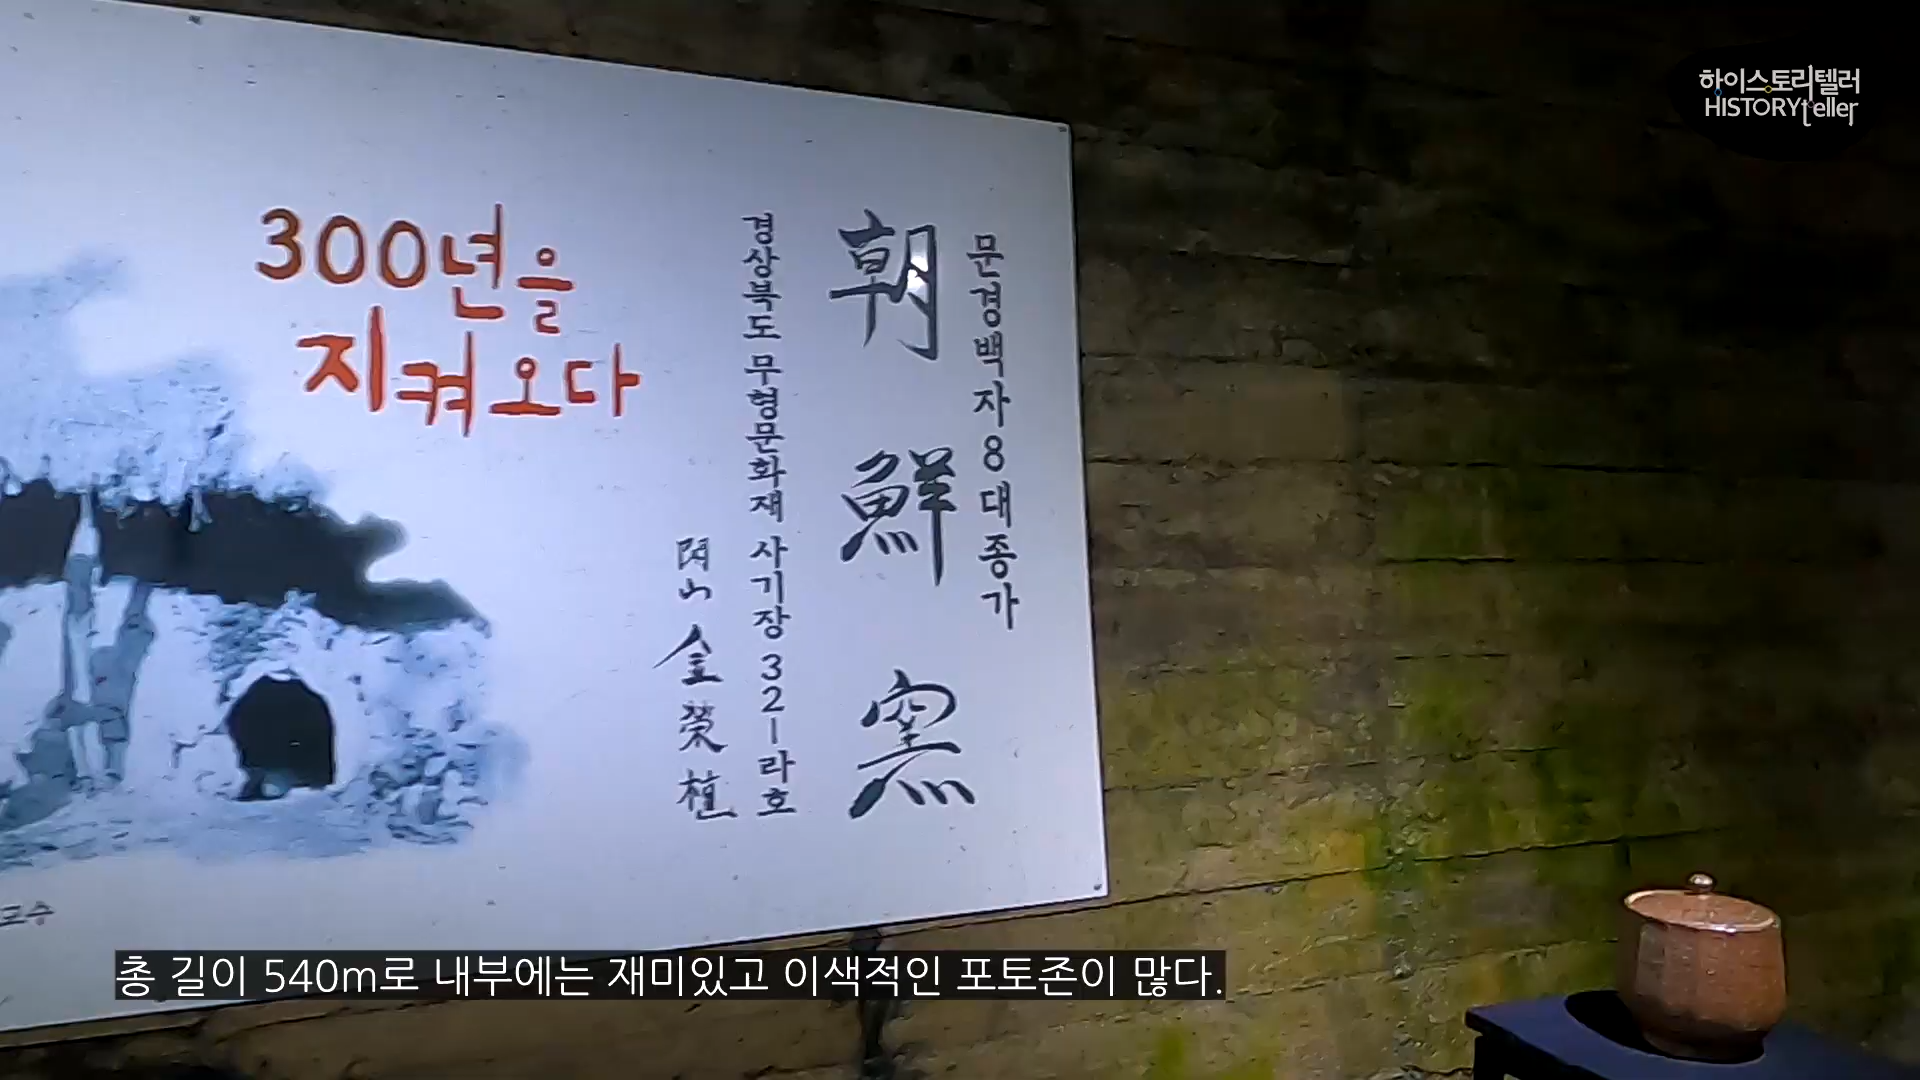 하이스토리텔러
HISTORYteller
300년을
지켜오다
문경백자8대종가
朝鮮窯
경상북도 무형문화재 사기장 32-라호
山 金榮植
교수
총 길이 540m로 내부에는 재미있고 이색적인 포토존이 많다.